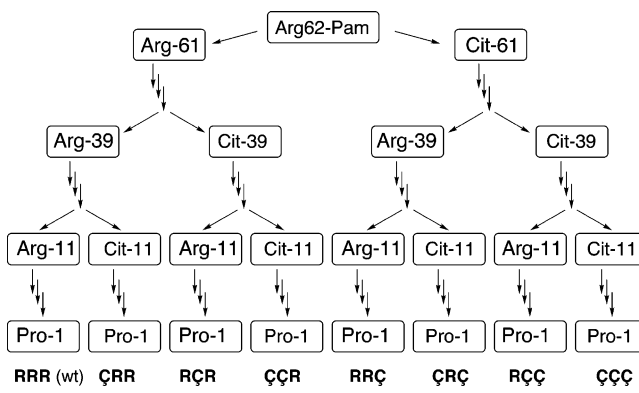 Arg62-Pam
Arg-61 Cit-61
Arg-39 Cit-39 Arg-39 Cit-39
Arg-11 Cit-11 Arg-11 Cit-11 Arg-11 Cit-11 Arg-11 Cit-11
Pro-1 Pro-1 Pro-1 Pro-1 Pro-1 Pro-1 Pro-1 Pro-1
RRR (wt) ÇRR RÇR ÇÇR RRÇ ÇRÇ RÇÇ ÇÇÇ